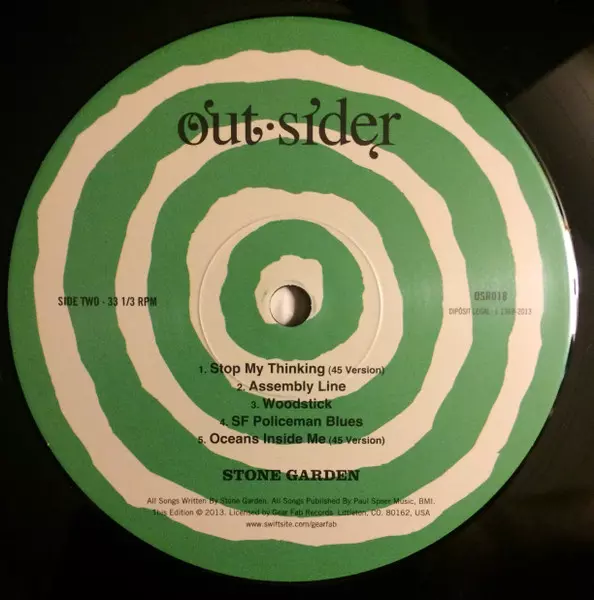 out·sider
SIDE TWO - 33 1/3 RPM
OSR018
DIPÒSIT LEGAL:
1. Stop My Thinking (45 Version)
2. Assembly Line
3. Woodstick
4. SF Policeman Blues
5. Oceans Inside Me (45 Version)
STONE GARDEN
All Songs Written By Stone Garden. All Songs Published By Paul Speer Music, BMI.
This Edition © 2013. Licensed by Gear Fab Records. Littleton, CO. 80162, USA
www.swiftsite.com/gearfab